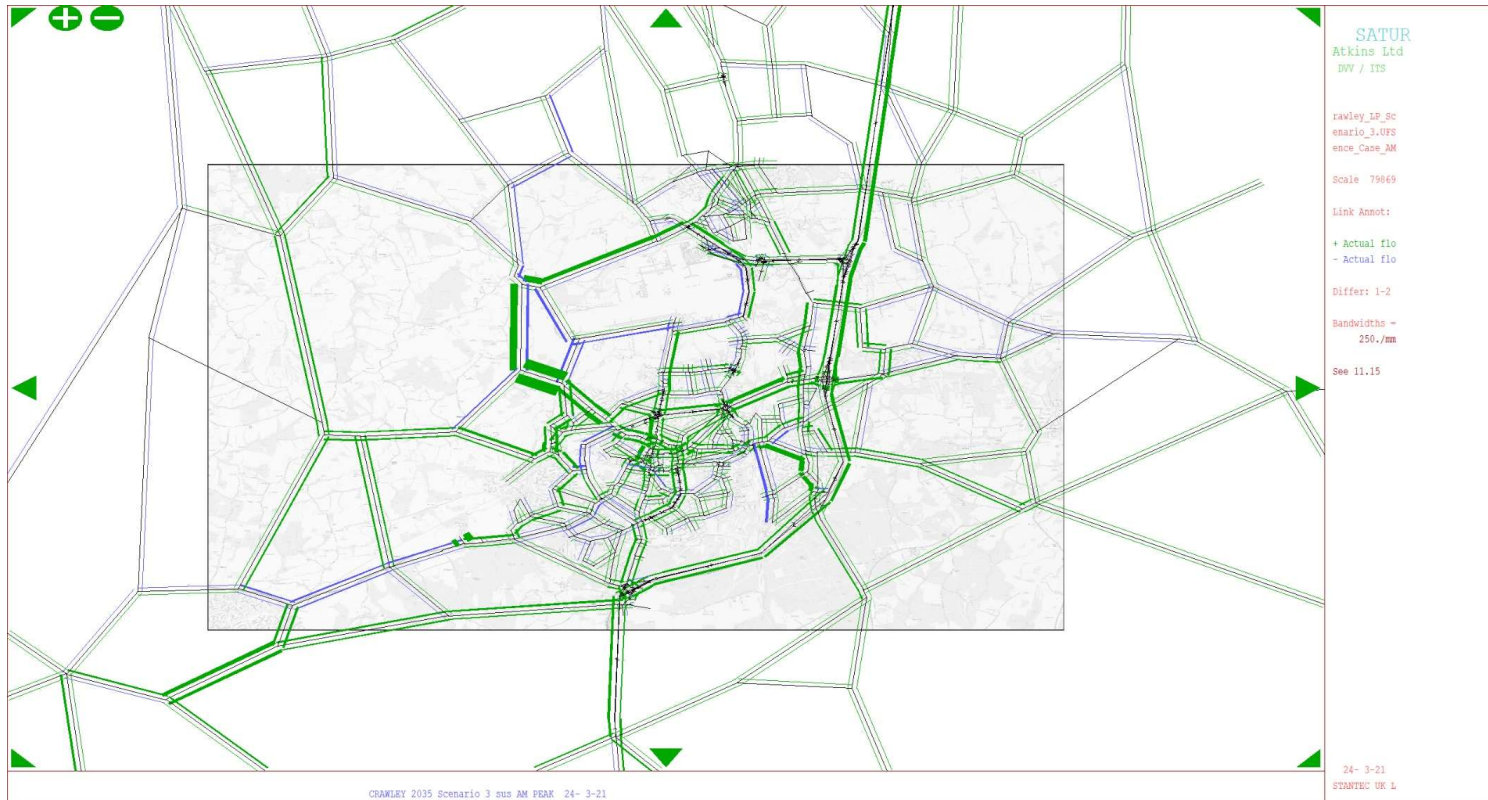 SATUR
Atkins Ltd
DVV / ITS
rawley_LP_Sc
enario_3.UFS
ence_Case_AM
Scale 79069
Link Annot:
+ Actual flo
- Actual flo
Differ: 1-2
Bandwidths =
250./mm
See 11.15
24- 3-21
STANTEC UK L
CRAWLEY 2035 Scenario 3 sus AM PEAK 24- 3-21